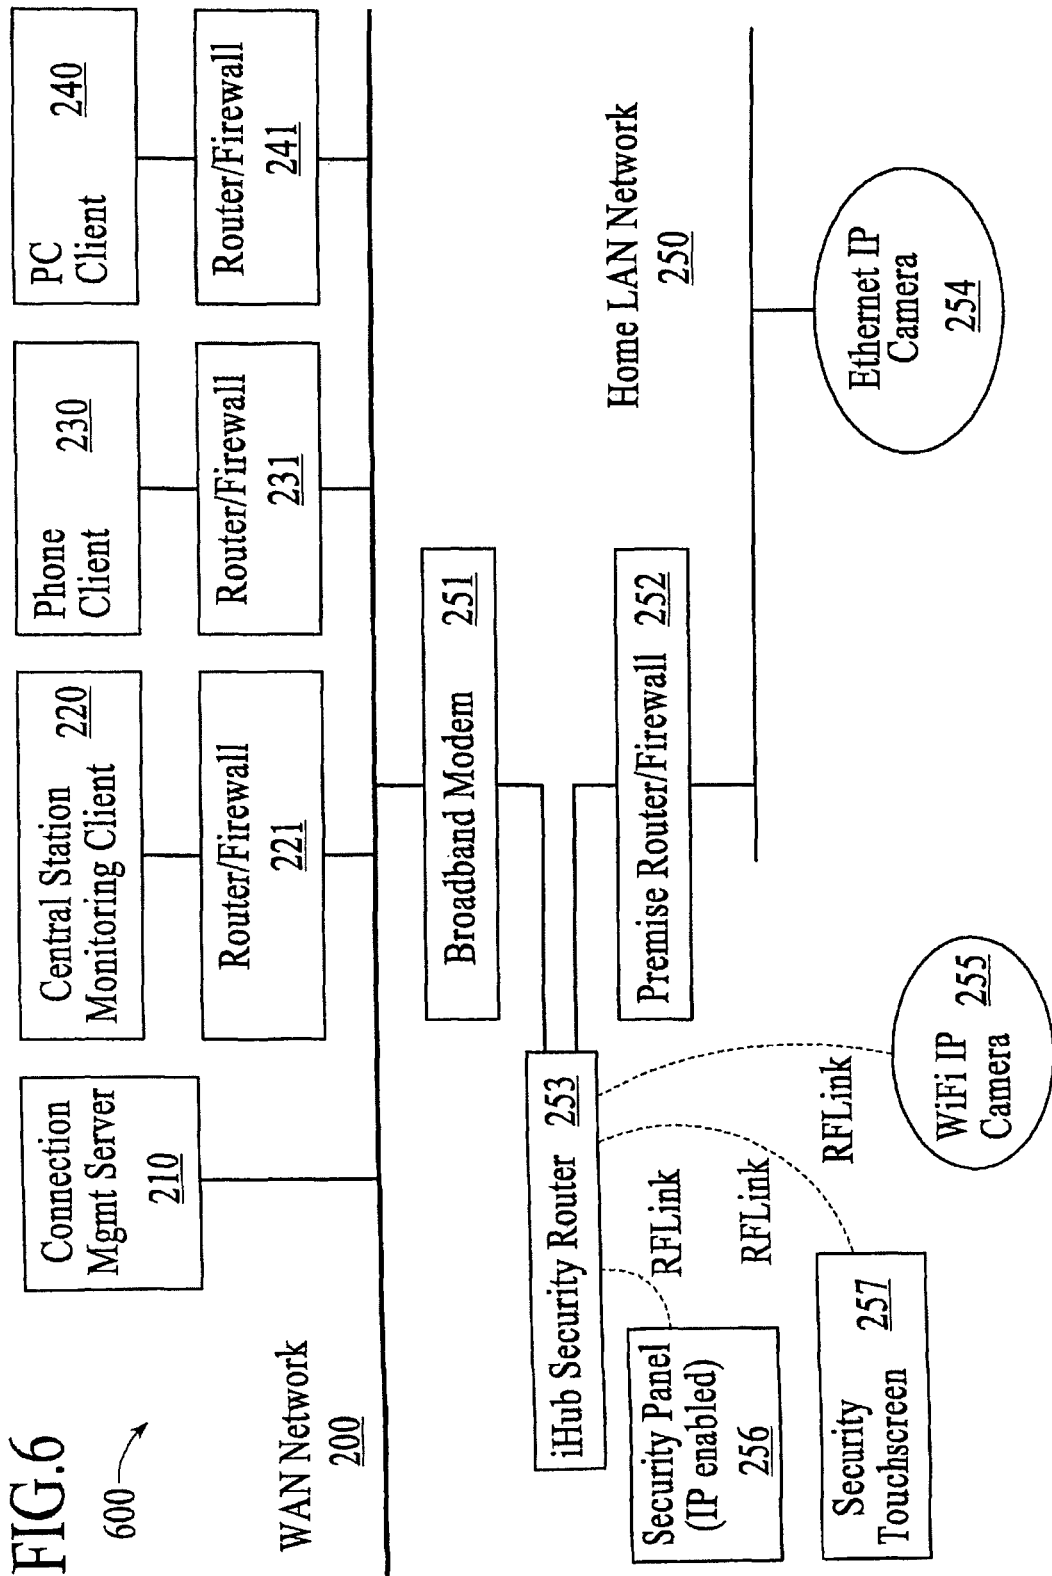 FIG.6
600
WAN Network
200
Connection
Mgmt Server
210
Central Station
Monitoring Client 220
Phone
Client 230
PC
Client 240
Router/Firewall
221
Router/Firewall
231
Router/Firewall
241
Broadband Modem 251
iHub Security Router 253
Premise Router/Firewall 252
Home LAN Network
250
RFLink
RFLink
RFLink
Security Panel
(IP enabled)
256
Security
Touchscreen 257
WiFi IP
Camera 255
Ethernet IP
Camera
254